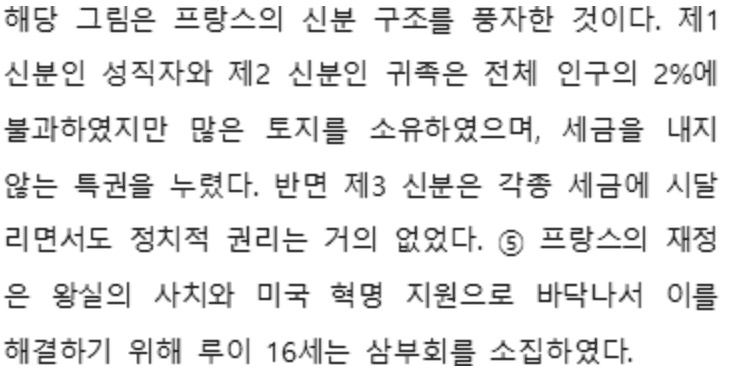 해당 그림은 프랑스의 신분 구조를 풍자한 것이다. 제1
신분인 성직자와 제2 신분인 귀족은 전체 인구의 2%에
불과하였지만 많은 토지를 소유하였으며, 세금을 내지
않는 특권을 누렸다. 반면 제3 신분은 각종 세금에 시달
리면서도 정치적 권리는 거의 없었다. ⑤ 프랑스의 재정
은 왕실의 사치와 미국 혁명 지원으로 바닥나서 이를
해결하기 위해 루이 16세는 삼부회를 소집하였다.